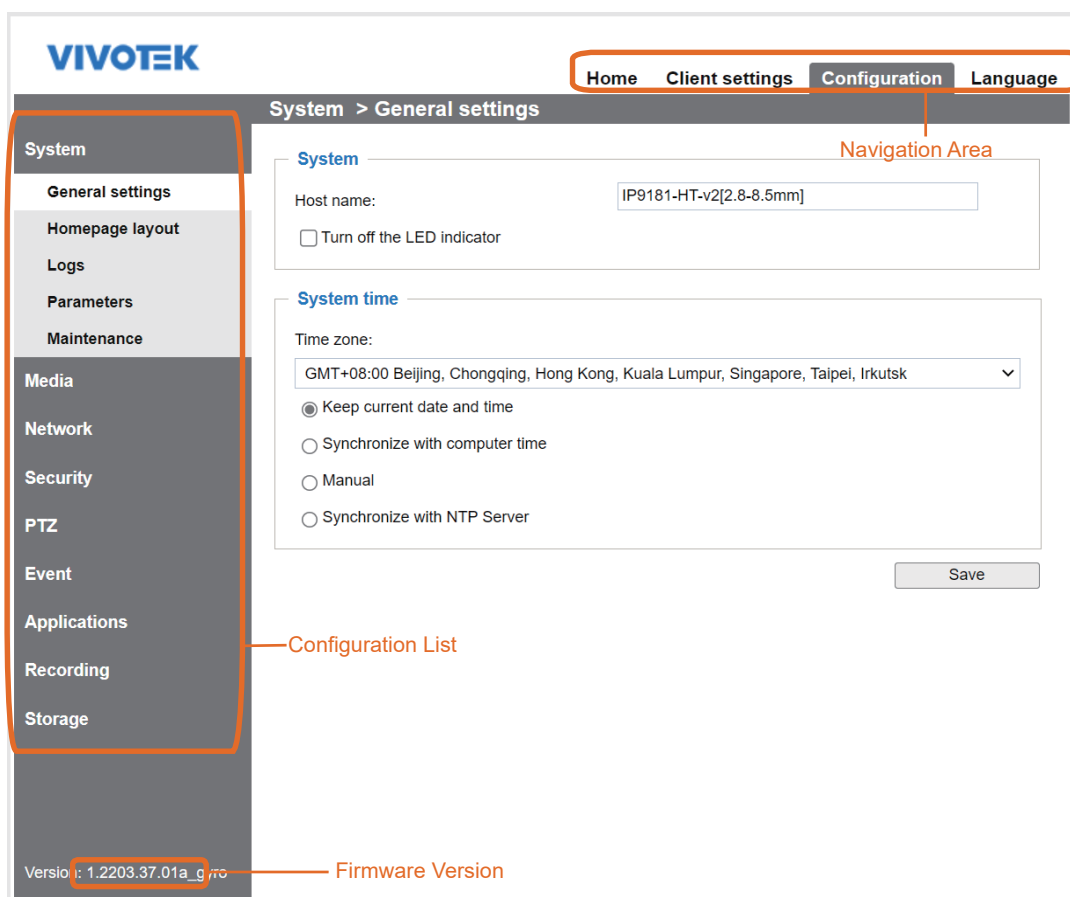 VIVOTEK
Home Client settings Configuration Language
System > General settings
Navigation Area
System
General settings
Homepage layout
Logs
Parameters
Maintenance
Media
Network
Security
PTZ
Event
Applications
Recording
Storage
Configuration List
Version: 1.2203.37.01a_gyro
Firmware Version
System
Host name:
IP9181-HT-v2[2.8-8.5mm]
Turn off the LED indicator
System time
Time zone:
GMT+08:00 Beijing, Chongqing, Hong Kong, Kuala Lumpur, Singapore, Taipei, Irkutsk
Keep current date and time
Synchronize with computer time
Manual
Synchronize with NTP Server
Save